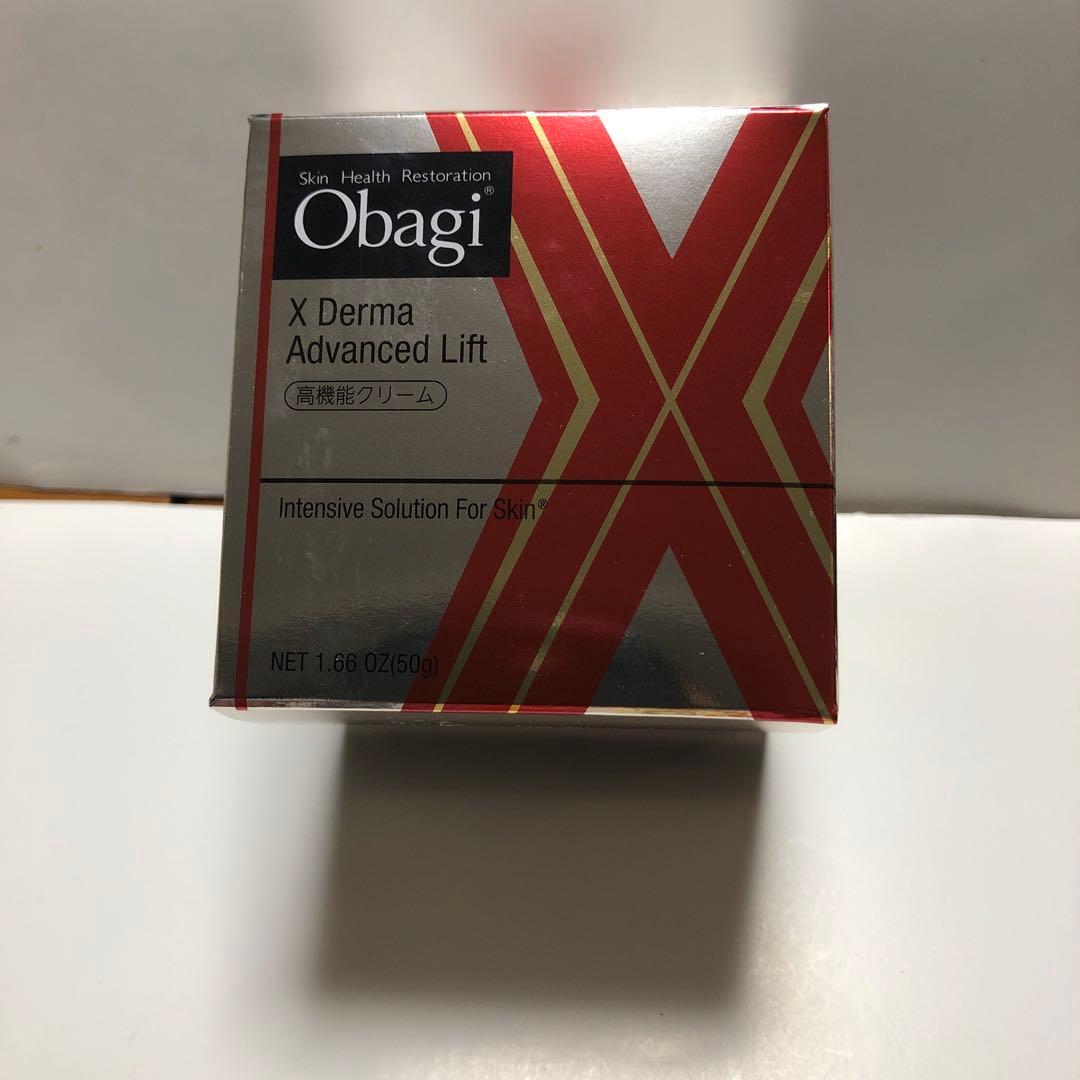 Skin Health Restoration
Obagi®
X Derma
Advanced Lift
高機能クリーム
Intensive Solution For Skin®
NET 1.66 OZ(50g)